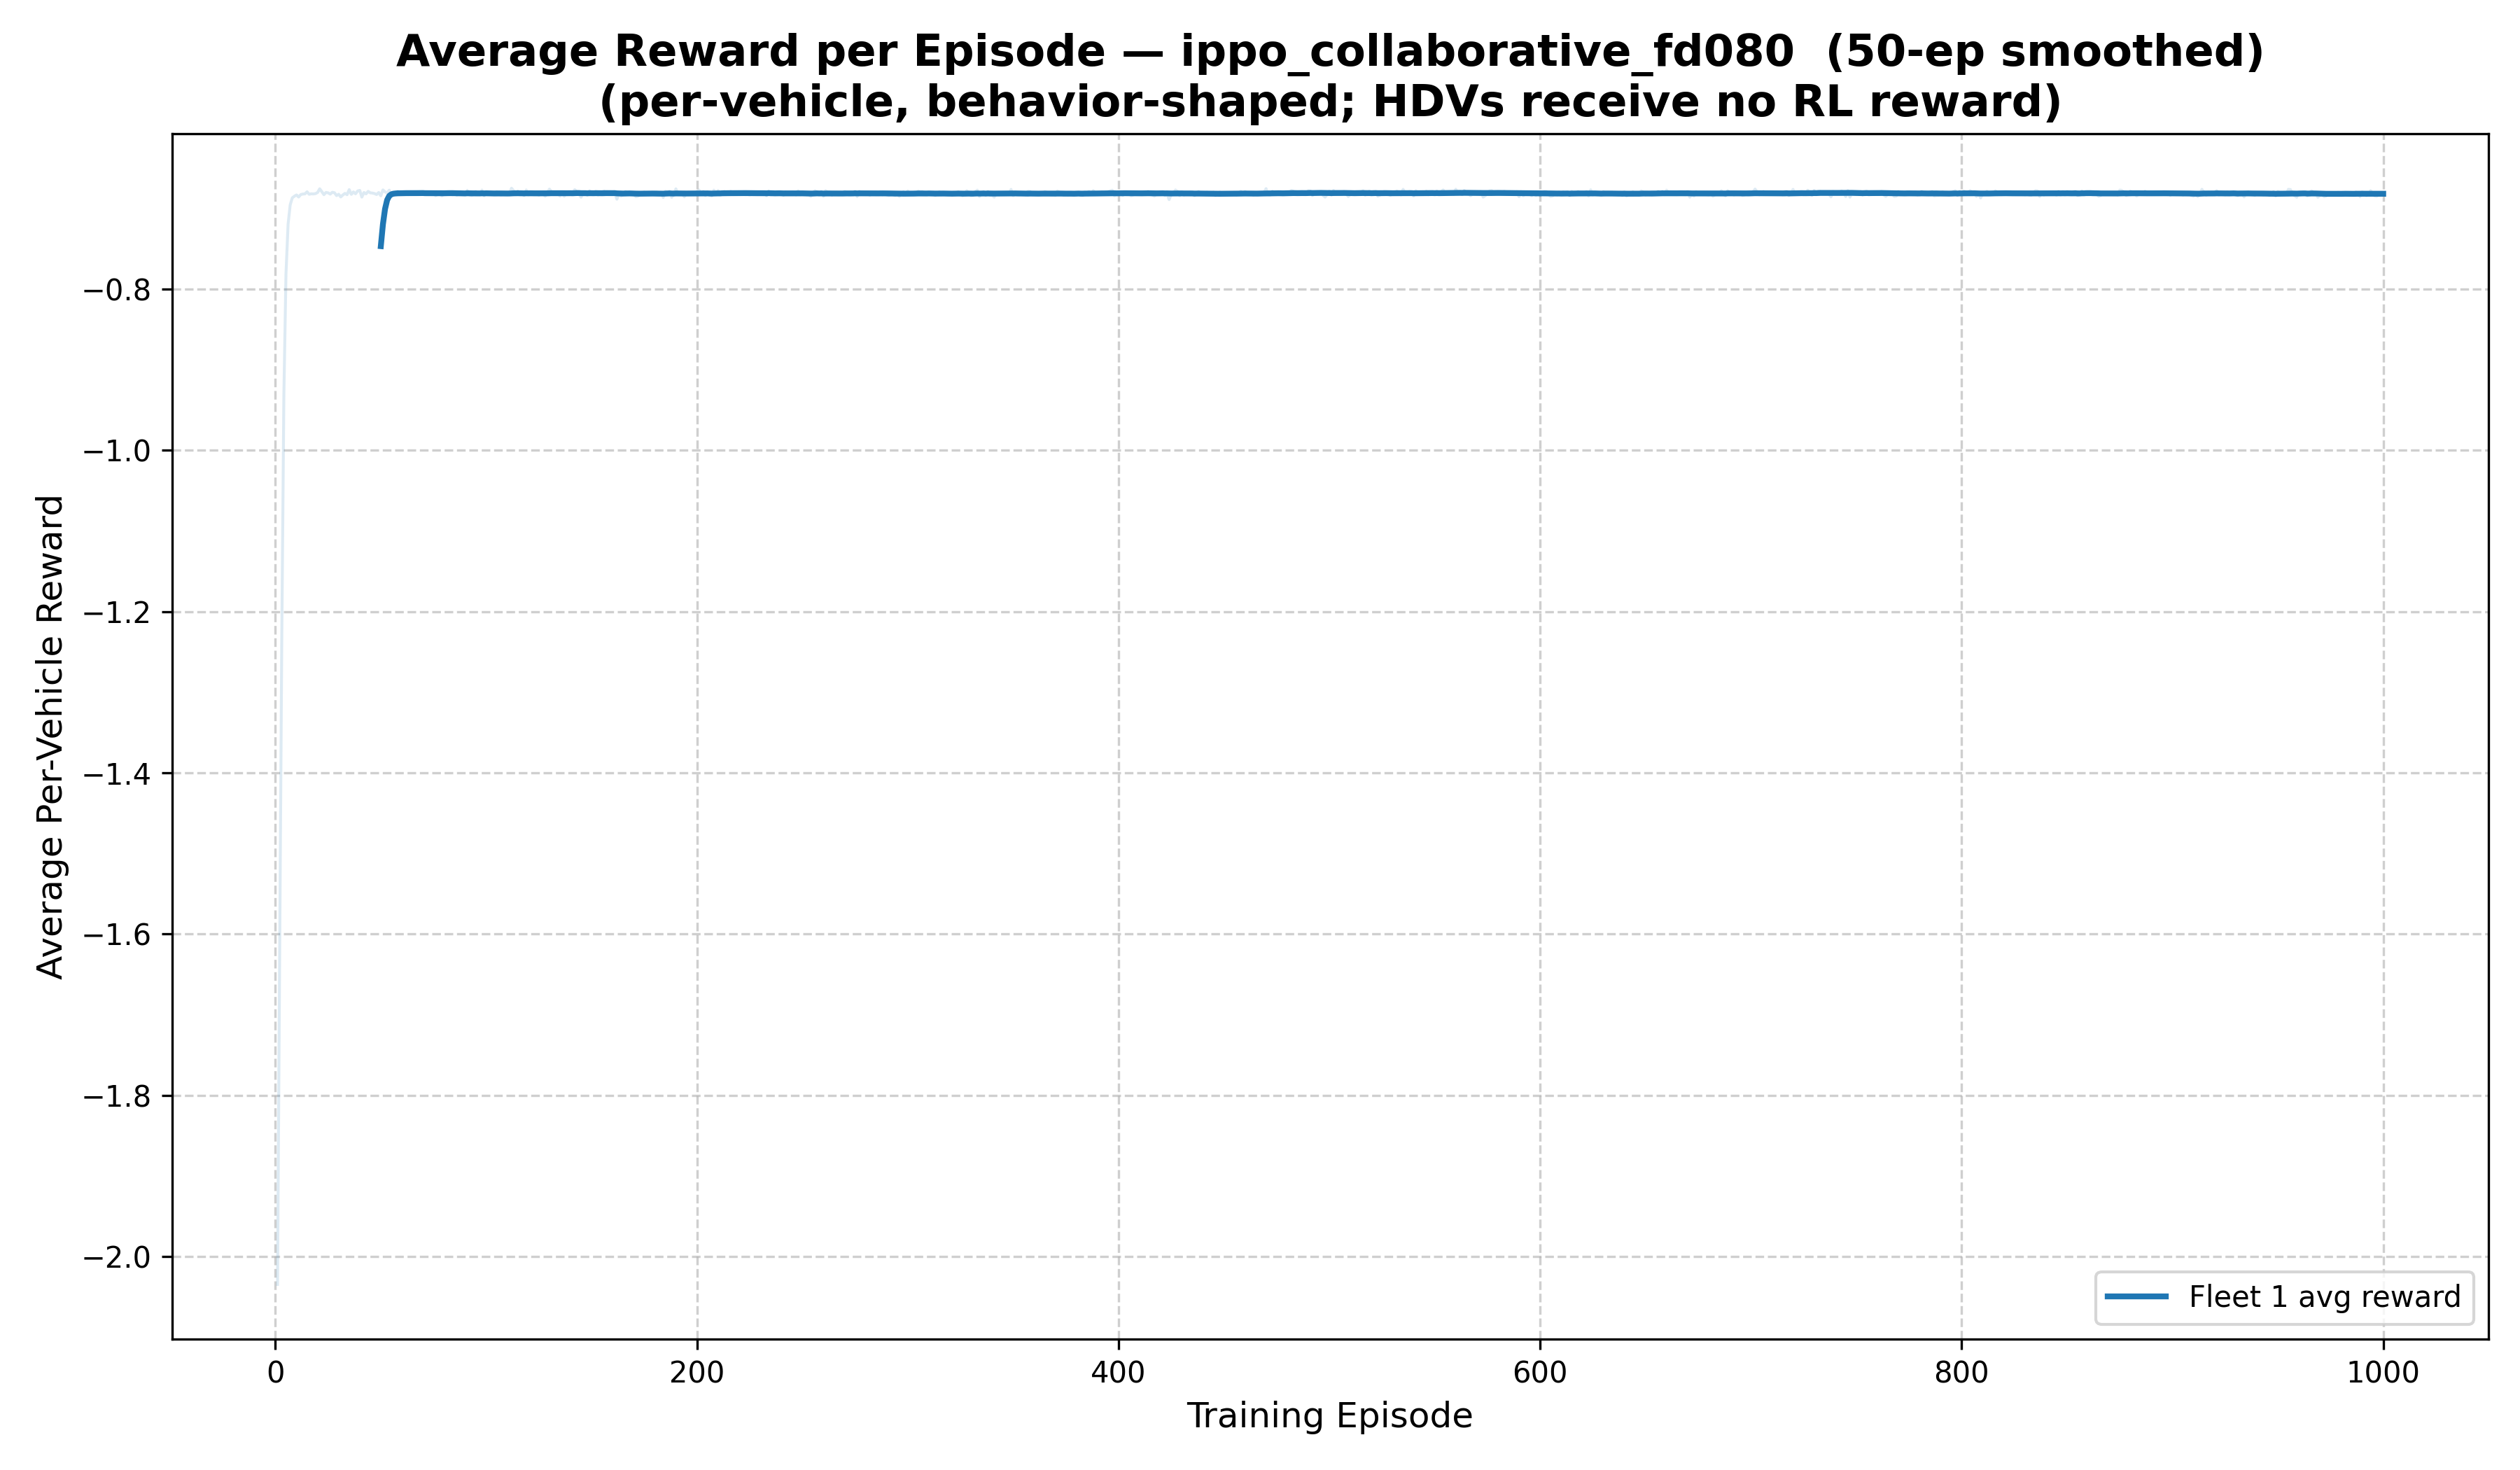 Average Reward per Episode — ippo_collaborative_fd080  (50-ep smoothed)
(per-vehicle, behavior-shaped; HDVs receive no RL reward)
Average Per-Vehicle Reward
−0.8
−1.0
−1.2
−1.4
−1.6
−1.8
−2.0
Fleet 1 avg reward
0 200 400 600 800 1000
Training Episode